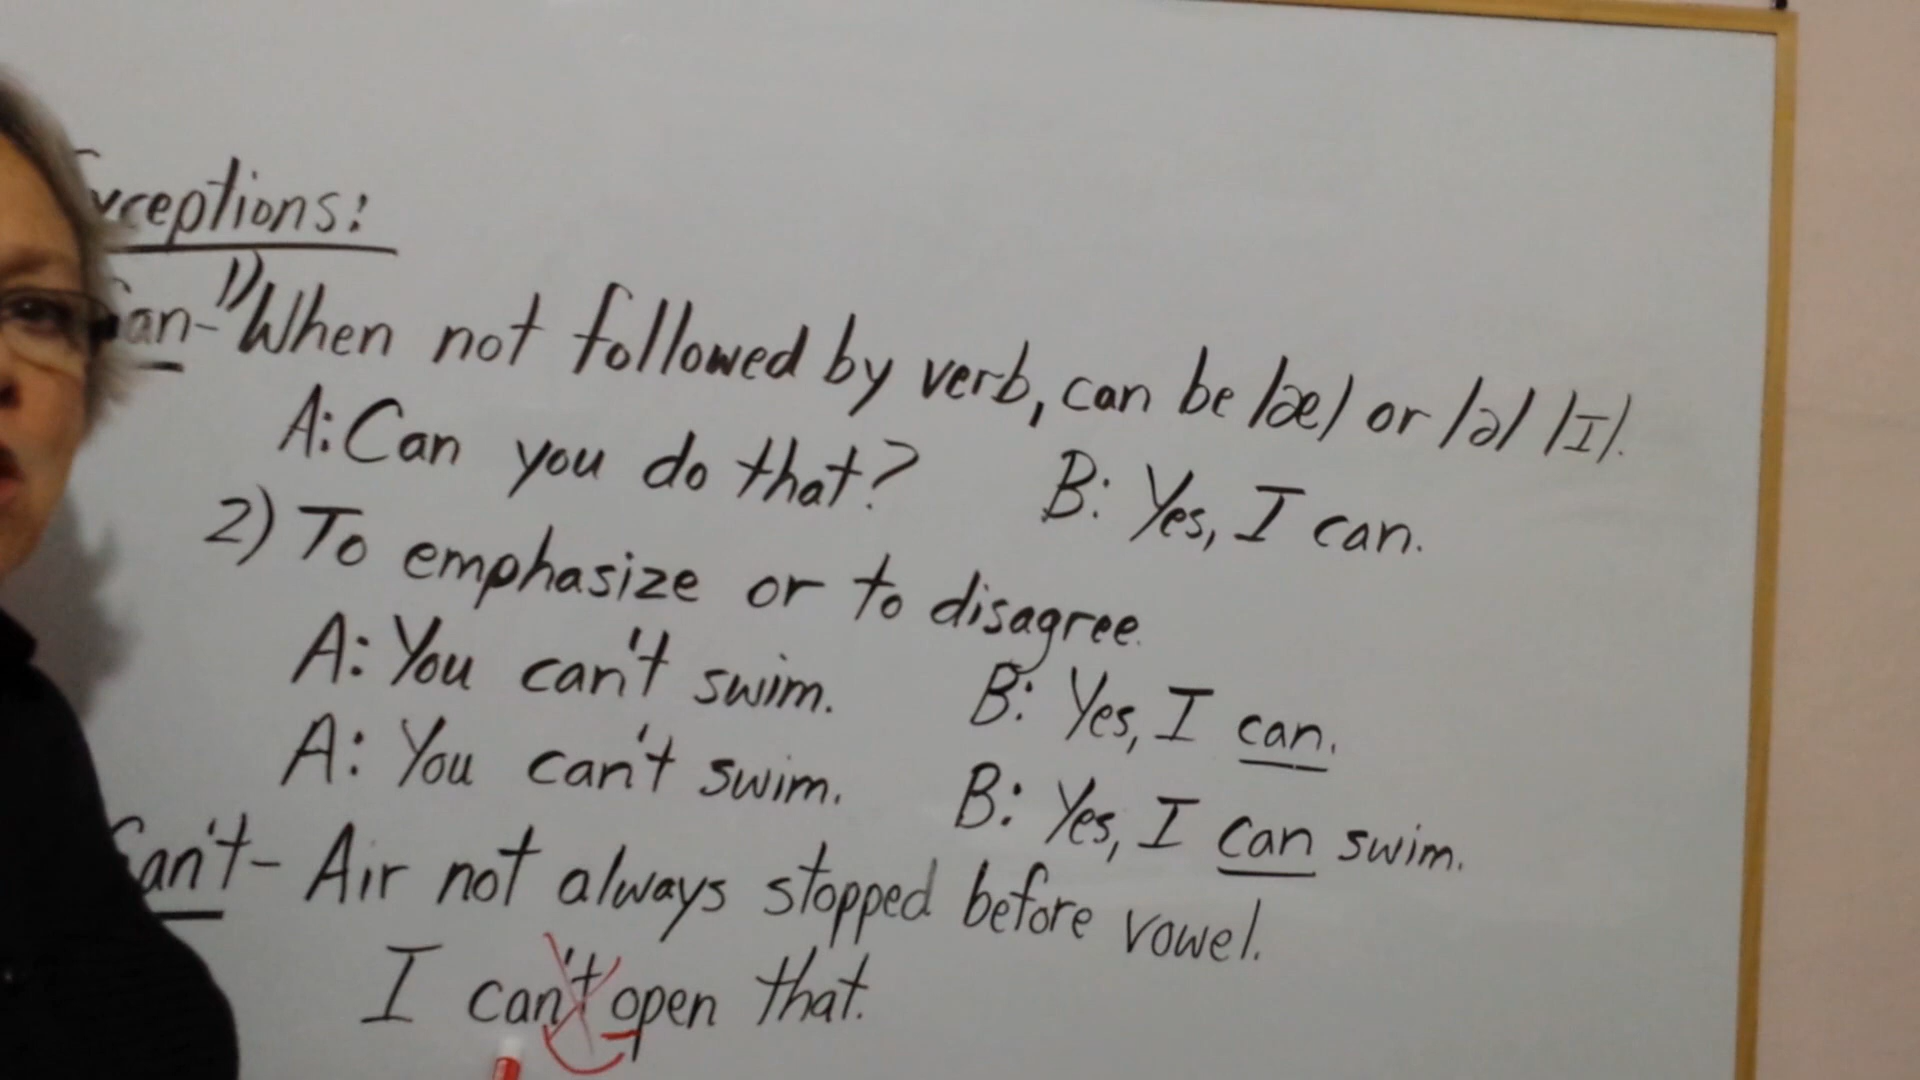 Exceptions:
Can- 1) When not followed by verb, can be /æ/ or /ə/ /I/.
A: Can you do that? B: Yes, I can.
2) To emphasize or to disagree.
A: You can't swim. B: Yes, I can.
A: You can't swim. B: Yes, I can swim.
Can't- Air not always stopped before vowel.
I can't open that.